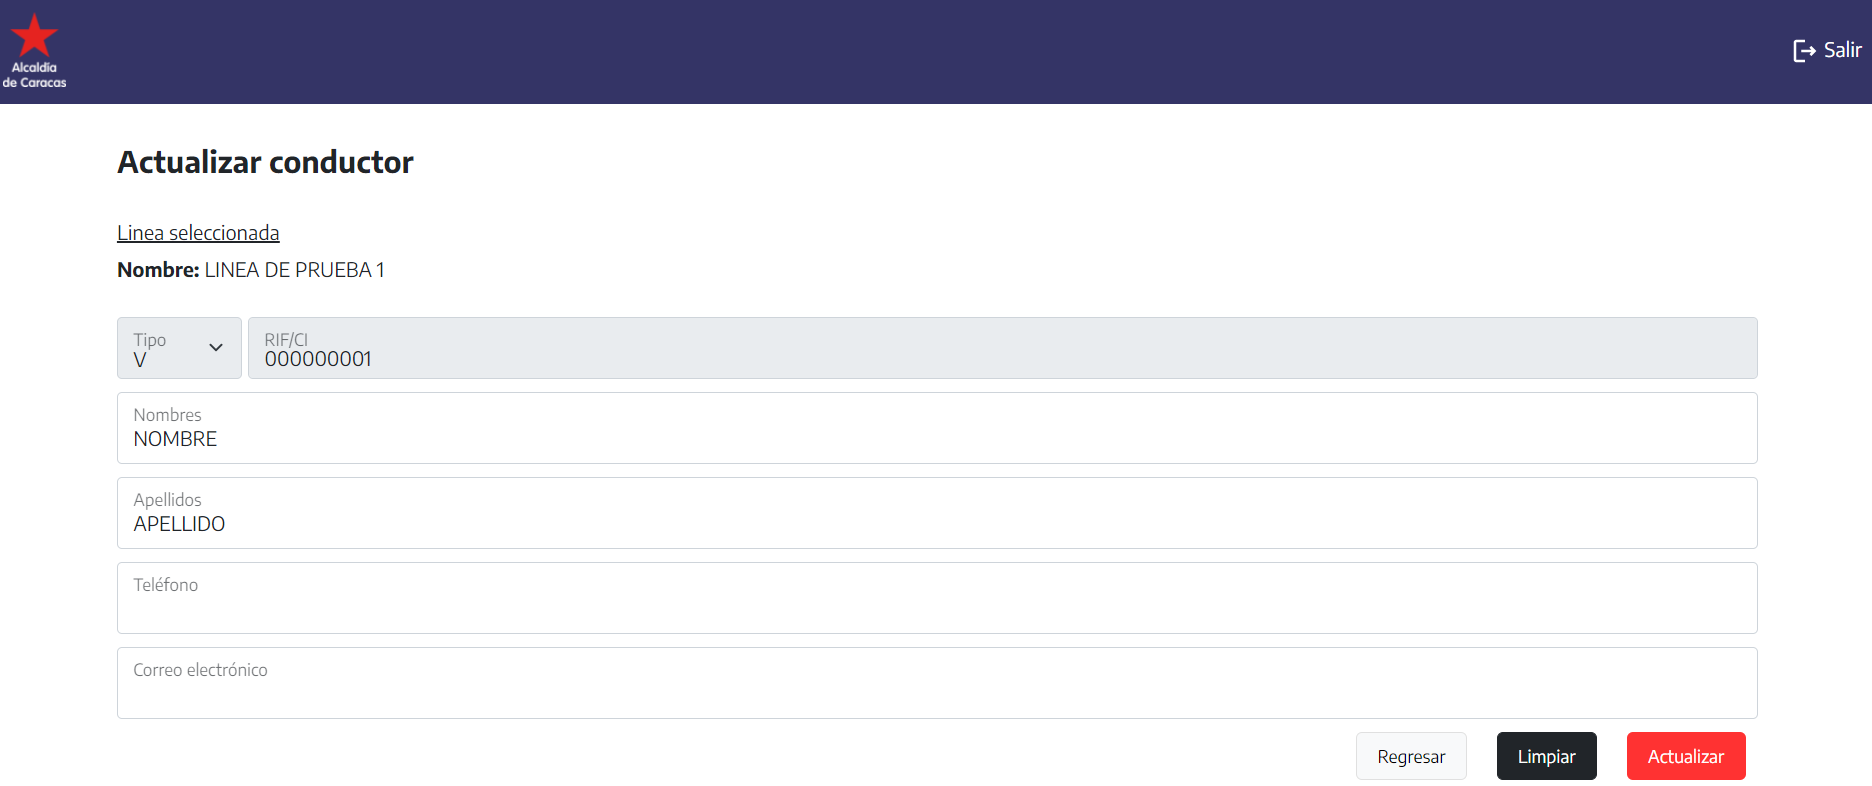 Alcaldía
de Caracas
Salir
Actualizar conductor
Linea seleccionada
Nombre: LINEA DE PRUEBA 1
Tipo
V
RIF/CI
000000001
Nombres
NOMBRE
Apellidos
APELLIDO
Teléfono
Correo electrónico
Regresar
Limpiar
Actualizar